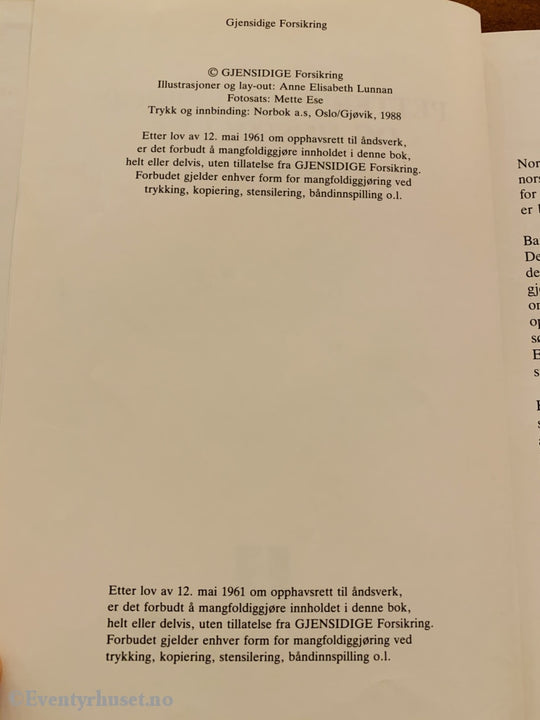 Gjensidige Forsikring
© GJENSIDIGE Forsikring
Illustrasjoner og lay-out: Anne Elisabeth Lunnan
Fotosats: Mette Ese
Trykk og innbinding: Norbok a.s, Oslo/Gjøvik, 1988
Etter lov av 12. mai 1961 om opphavsrett til åndsverk,
er det forbudt å mangfoldiggjøre innholdet i denne bok,
helt eller delvis, uten tillatelse fra GJENSIDIGE Forsikring.
Forbudet gjelder enhver form for mangfoldiggjøring ved
trykking, kopiering, stensilering, båndinnspilling o.l.
Etter lov av 12. mai 1961 om opphavsrett til åndsverk,
er det forbudt å mangfoldiggjøre innholdet i denne bok,
helt eller delvis, uten tillatelse fra GJENSIDIGE Forsikring.
Forbudet gjelder enhver form for mangfoldiggjøring ved
trykking, kopiering, stensilering, båndinnspilling o.l.
©Eventyrhuset.no
for
er